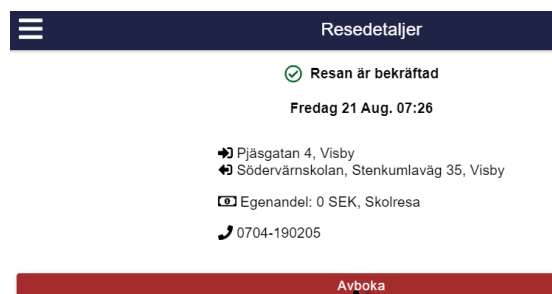 Resedetaljer
Resan är bekräftad
Fredag 21 Aug. 07:26
Pjäsgatan 4, Visby
Södervärnskolan, Stenkumlaväg 35, Visby
Egenandel: 0 SEK, Skolresa
0704-190205
Avboka